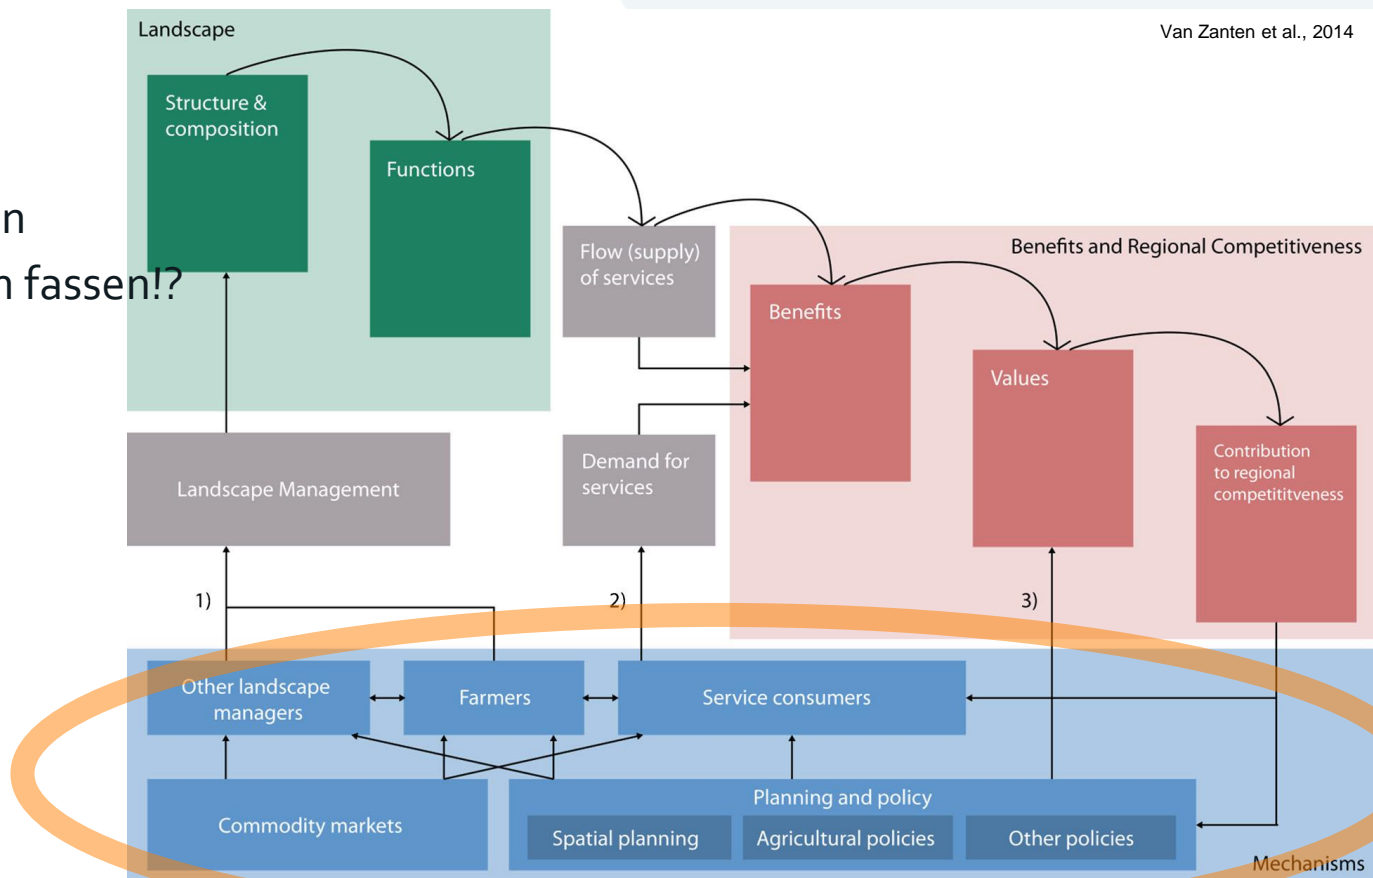 Landscape
Van Zanten et al., 2014
Structure &
composition
Functions
n
n fassen!?
Flow (supply)
of services
Benefits and Regional Competitiveness
Benefits
Values
Contribution
to regional
competititveness
Landscape Management
Demand for
services
1)
2)
3)
Other landscape
managers
Farmers
Service consumers
Commodity markets
Planning and policy
Spatial planning
Agricultural policies
Other policies
Mechanisms